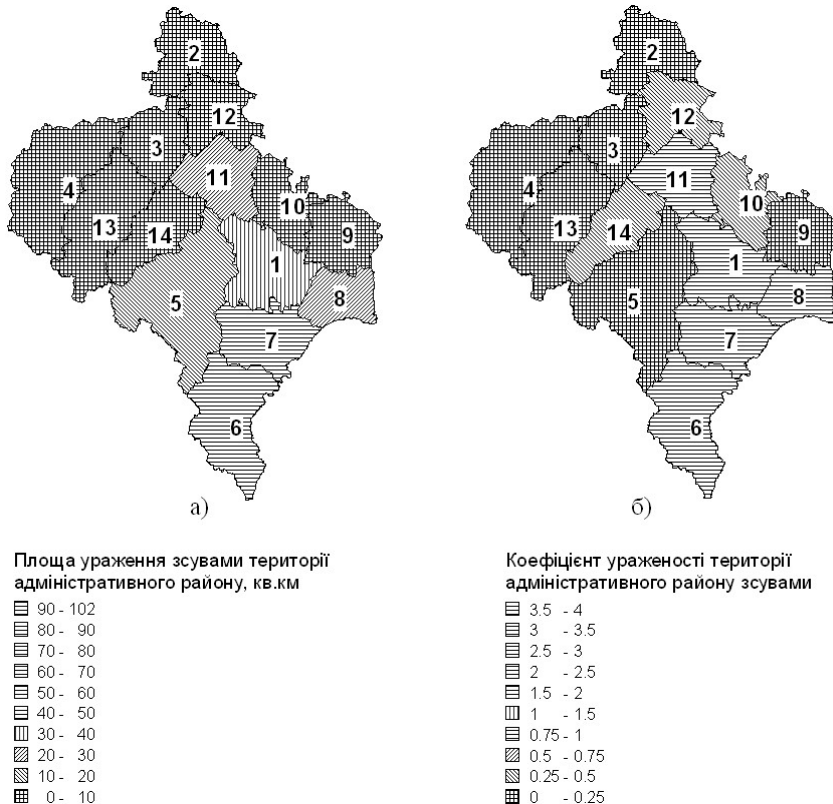 2
12
3
4
11
10
13
14
9
1
5
8
7
6
а)
2
12
3
4
11
10
13
14
9
1
5
8
7
6
б)
Площа ураження зсувами території
адміністративного району, кв.км
90 - 102
80 - 90
70 - 80
60 - 70
50 - 60
40 - 50
30 - 40
20 - 30
10 - 20
0 - 10
Коефіцієнт ураженості території
адміністративного району зсувами
3.5 - 4
3 - 3.5
2.5 - 3
2 - 2.5
1.5 - 2
1 - 1.5
0.75 - 1
0.5 - 0.75
0.25 - 0.5
0 - 0.25